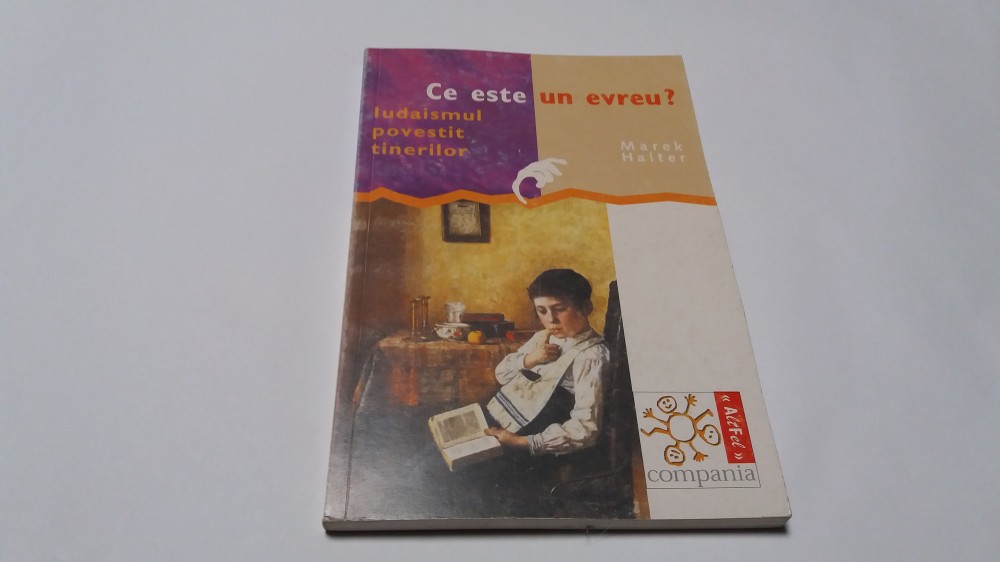 Ce este un evreu?
Iudaismul
povestit
tinerilor
Marek
Halter
« AltFel »
compania